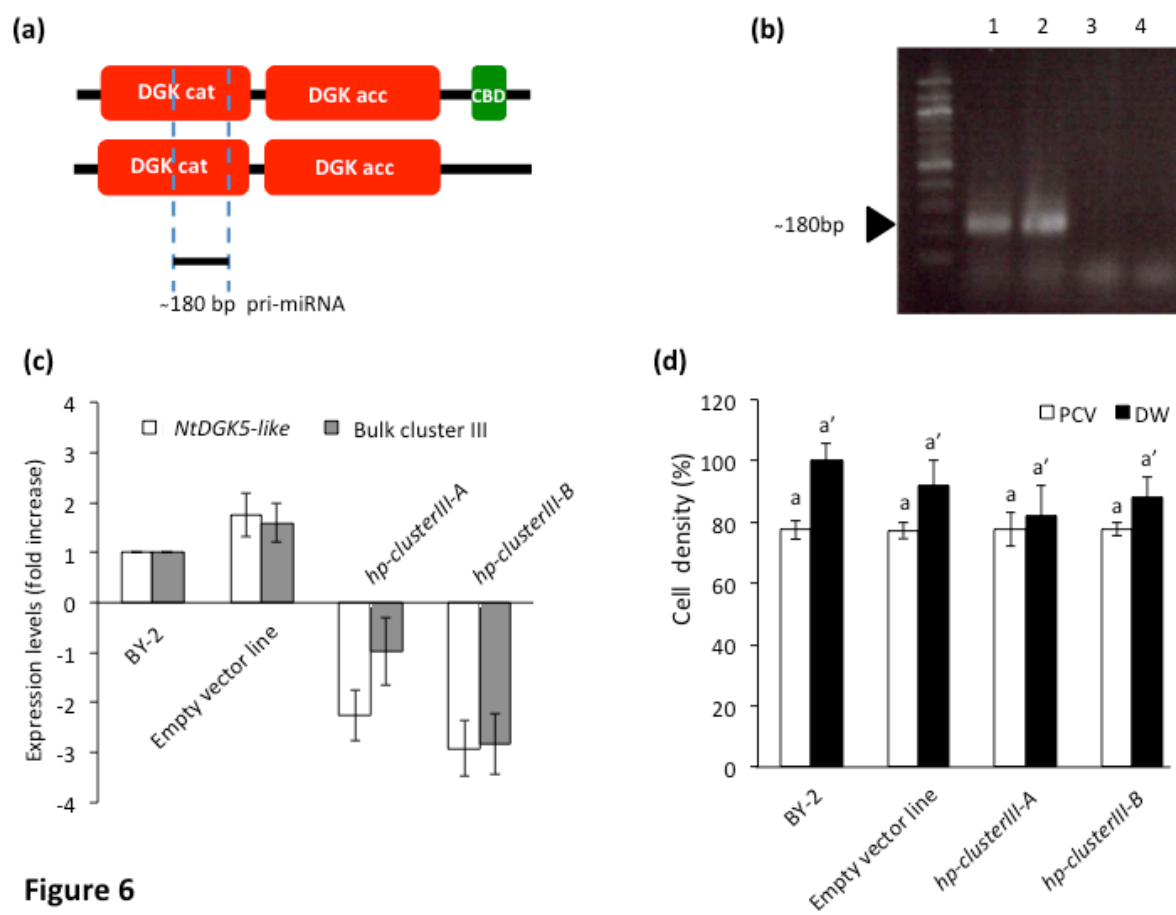 (a)
DGK cat
DGK acc
CBD
DGK cat
DGK acc
~180 bp pri-miRNA
(b)
1 2 3 4
~180bp
(c)
Expression levels (fold increase)
4
3
2
1
0
-1
-2
-3
-4
NtDGK5-like
Bulk cluster III
BY-2
Empty vector line
hp-clusterIII-A
hp-clusterIII-B
(d)
Cell density (%)
120
100
80
60
40
20
0
PCV
DW
a
a’
a
a’
a
a’
a
a’
BY-2
Empty vector line
hp-clusterIII-A
hp-clusterIII-B
Figure 6